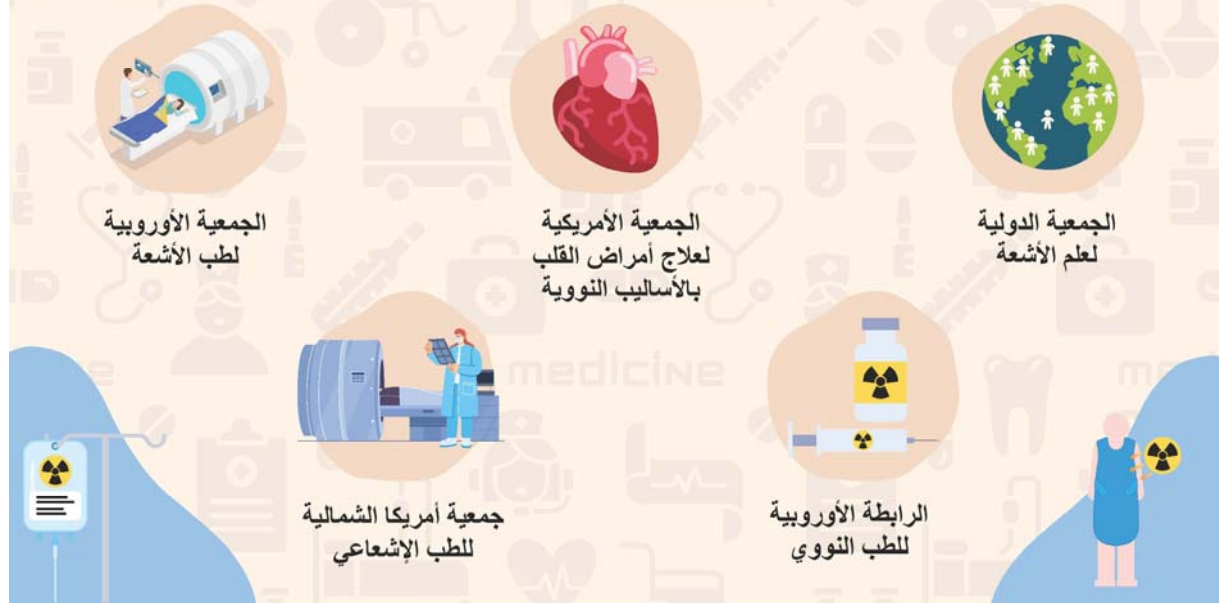 الجمعية الدولية
لعلم الأشعة
الجمعية الأمريكية
لعلاج أمراض القلب
بالأساليب النووية
الجمعية الأوروبية
لطب الأشعة
medicine
الرابطة الأوروبية
للطب النووي
جمعية أمريكا الشمالية
للطب الإشعاعي